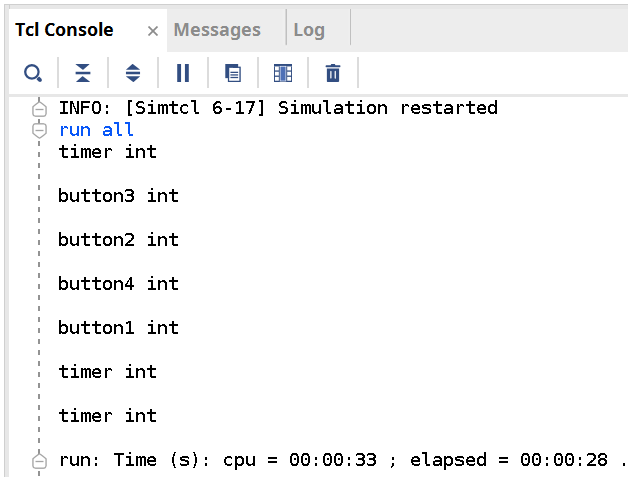 Tcl Console × Messages Log
INFO: [Simtcl 6-17] Simulation restarted
run all
timer int
button3 int
button2 int
button4 int
button1 int
timer int
timer int
run: Time (s): cpu = 00:00:33 ; elapsed = 00:00:28 .